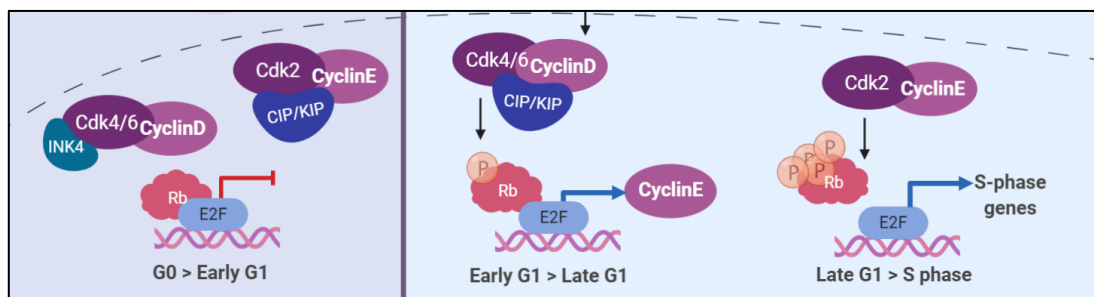 Cdk2
CyclinE
CIP/KIP
Cdk4/6
CyclinD
INK4
Rb
E2F
G0 > Early G1
Cdk4/6
CyclinD
CIP/KIP
P
Rb
E2F
CyclinE
Early G1 > Late G1
Cdk2
CyclinE
P
P
P
P
Rb
E2F
S-phase
genes
Late G1 > S phase